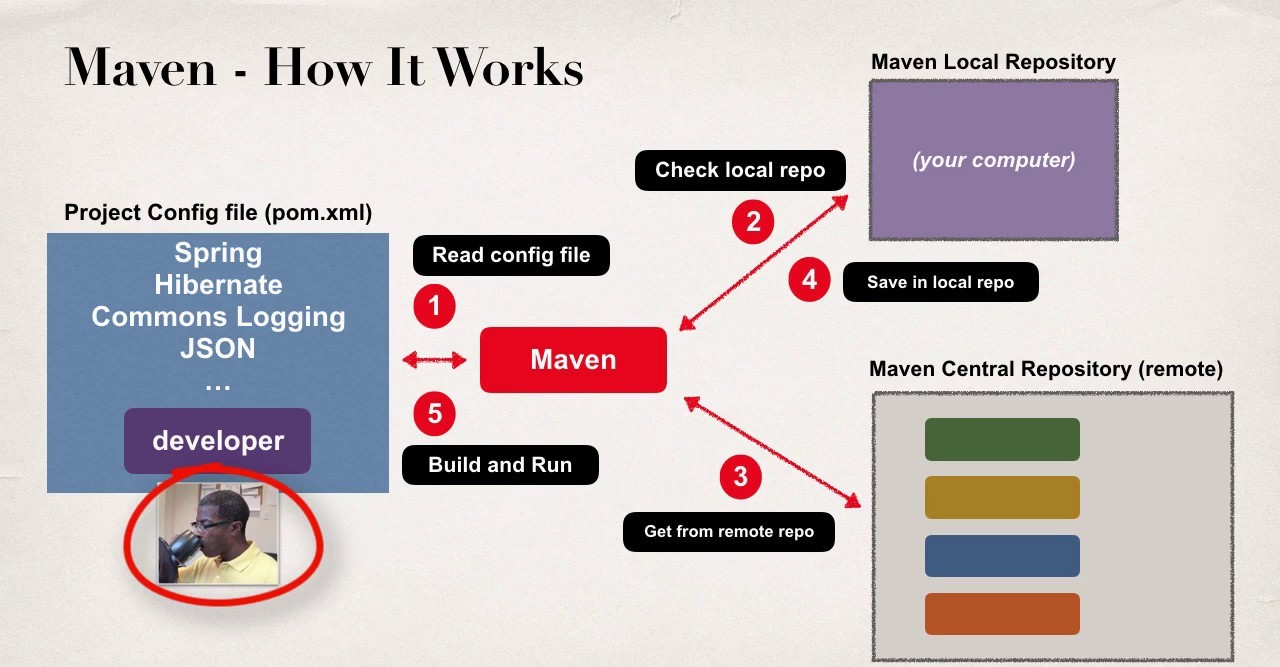 Maven - How It Works
Maven Local Repository
(your computer)
Check local repo
2
4
Save in local repo
Project Config file (pom.xml)
Spring
Hibernate
Commons Logging
JSON
...
developer
Read config file
1
Maven
5
Build and Run
3
Get from remote repo
Maven Central Repository (remote)